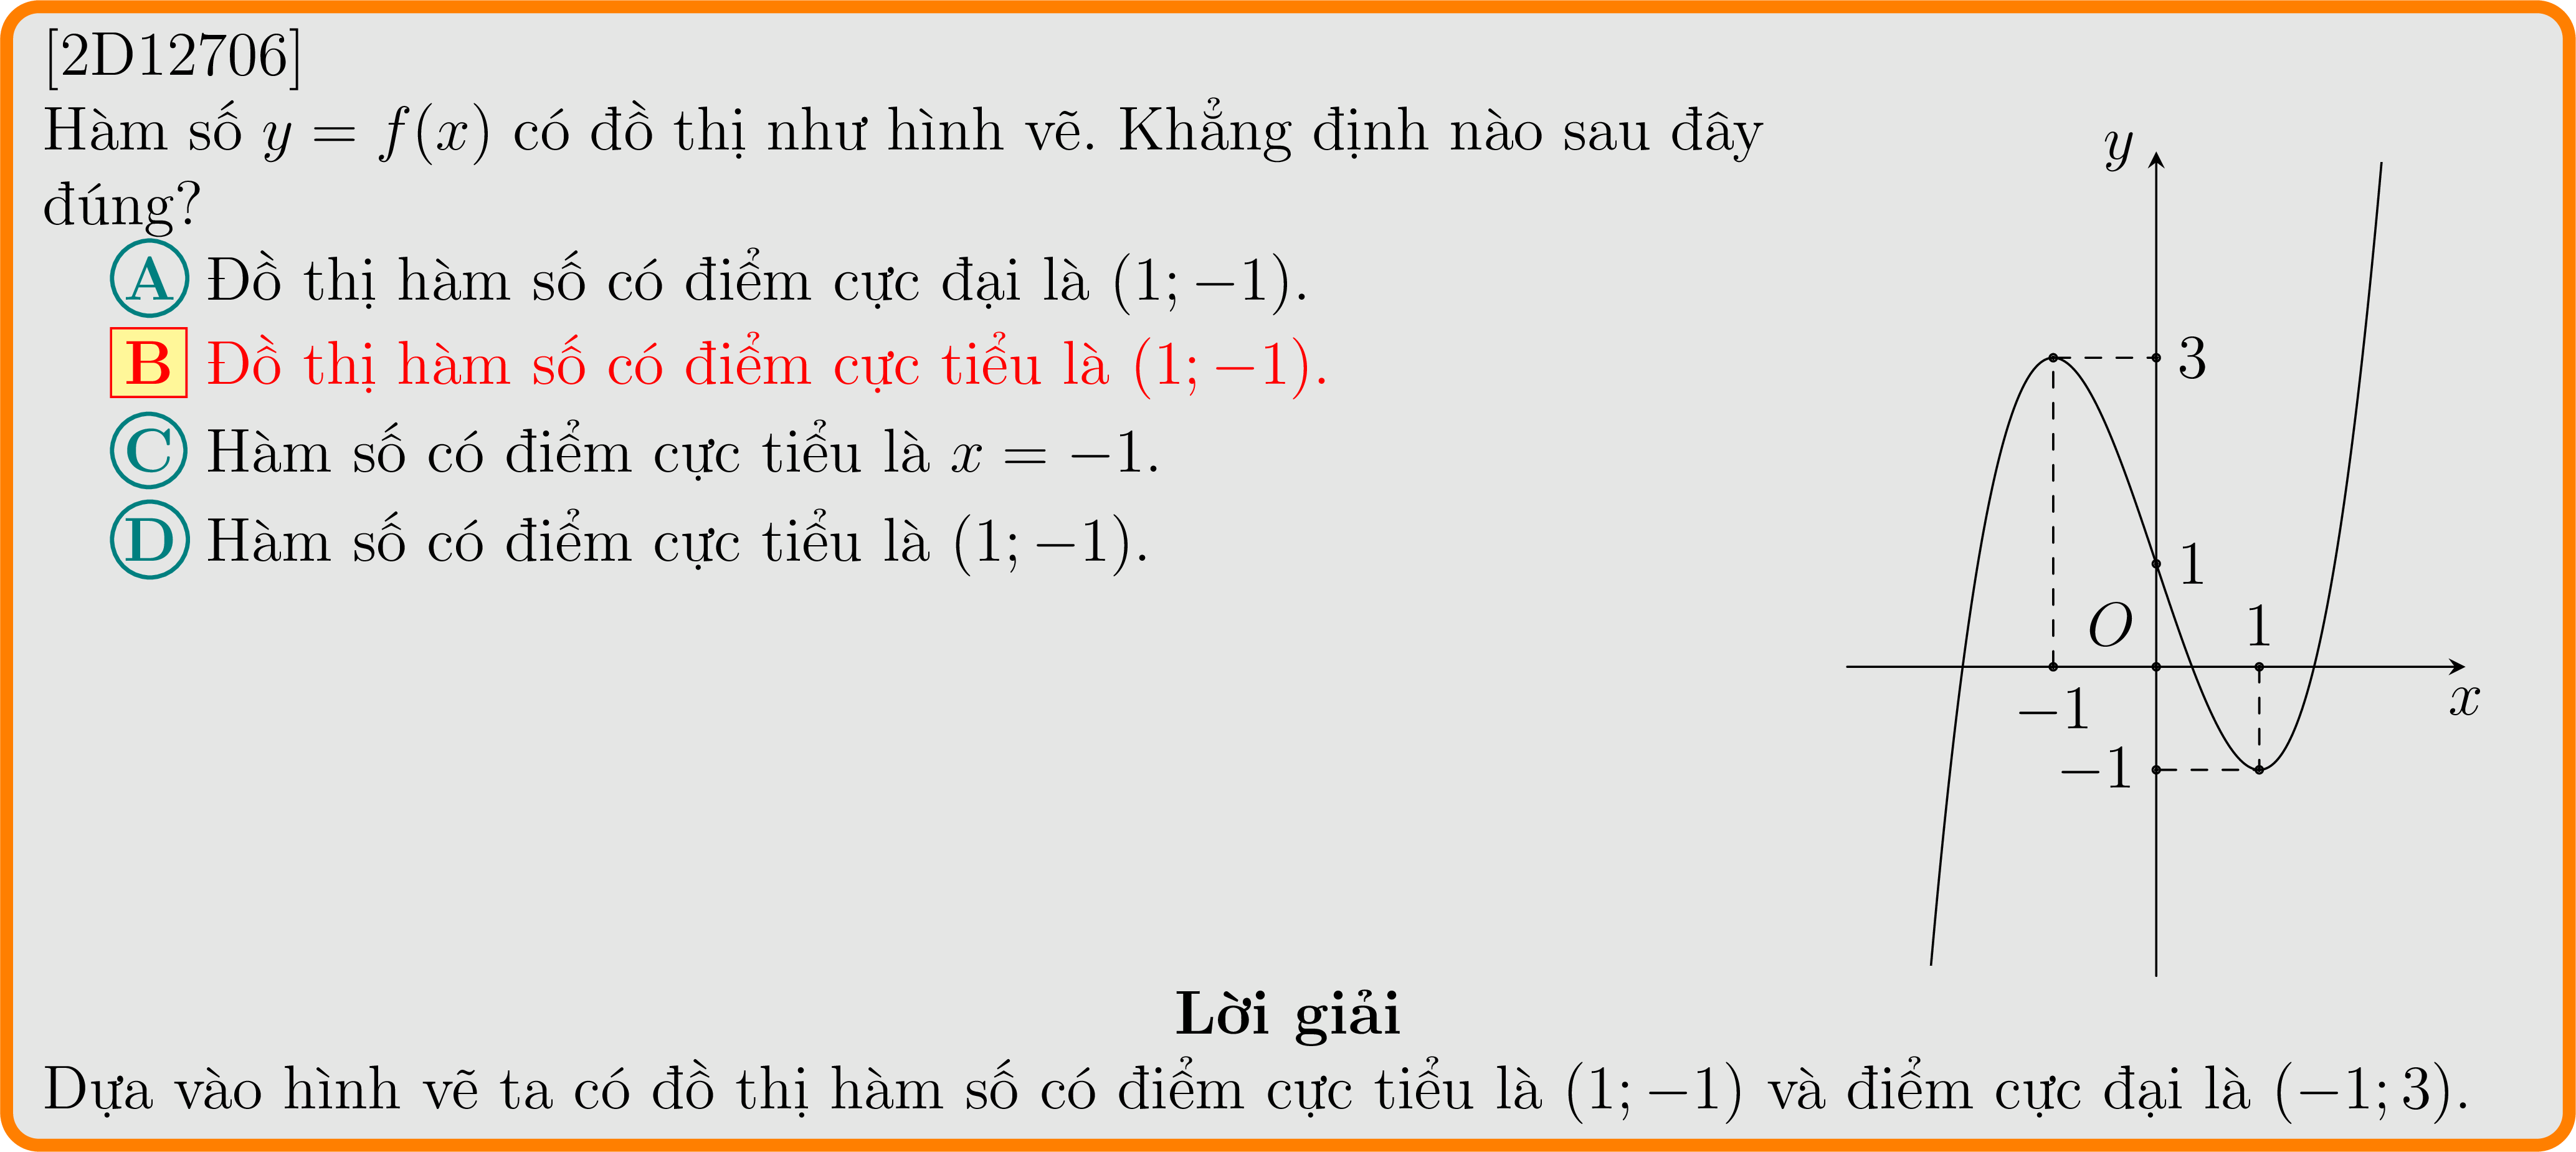 [2D12706]
Hàm số y = f(x) có đồ thị như hình vẽ. Khẳng định nào sau đây
đúng?
A Đồ thị hàm số có điểm cực đại là (1; −1).
B Đồ thị hàm số có điểm cực tiểu là (1; −1).
C Hàm số có điểm cực tiểu là x = −1.
D Hàm số có điểm cực tiểu là (1; −1).
y
3
1
O
1
−1
x
−1
Lời giải
Dựa vào hình vẽ ta có đồ thị hàm số có điểm cực tiểu là (1; −1) và điểm cực đại là (−1; 3).